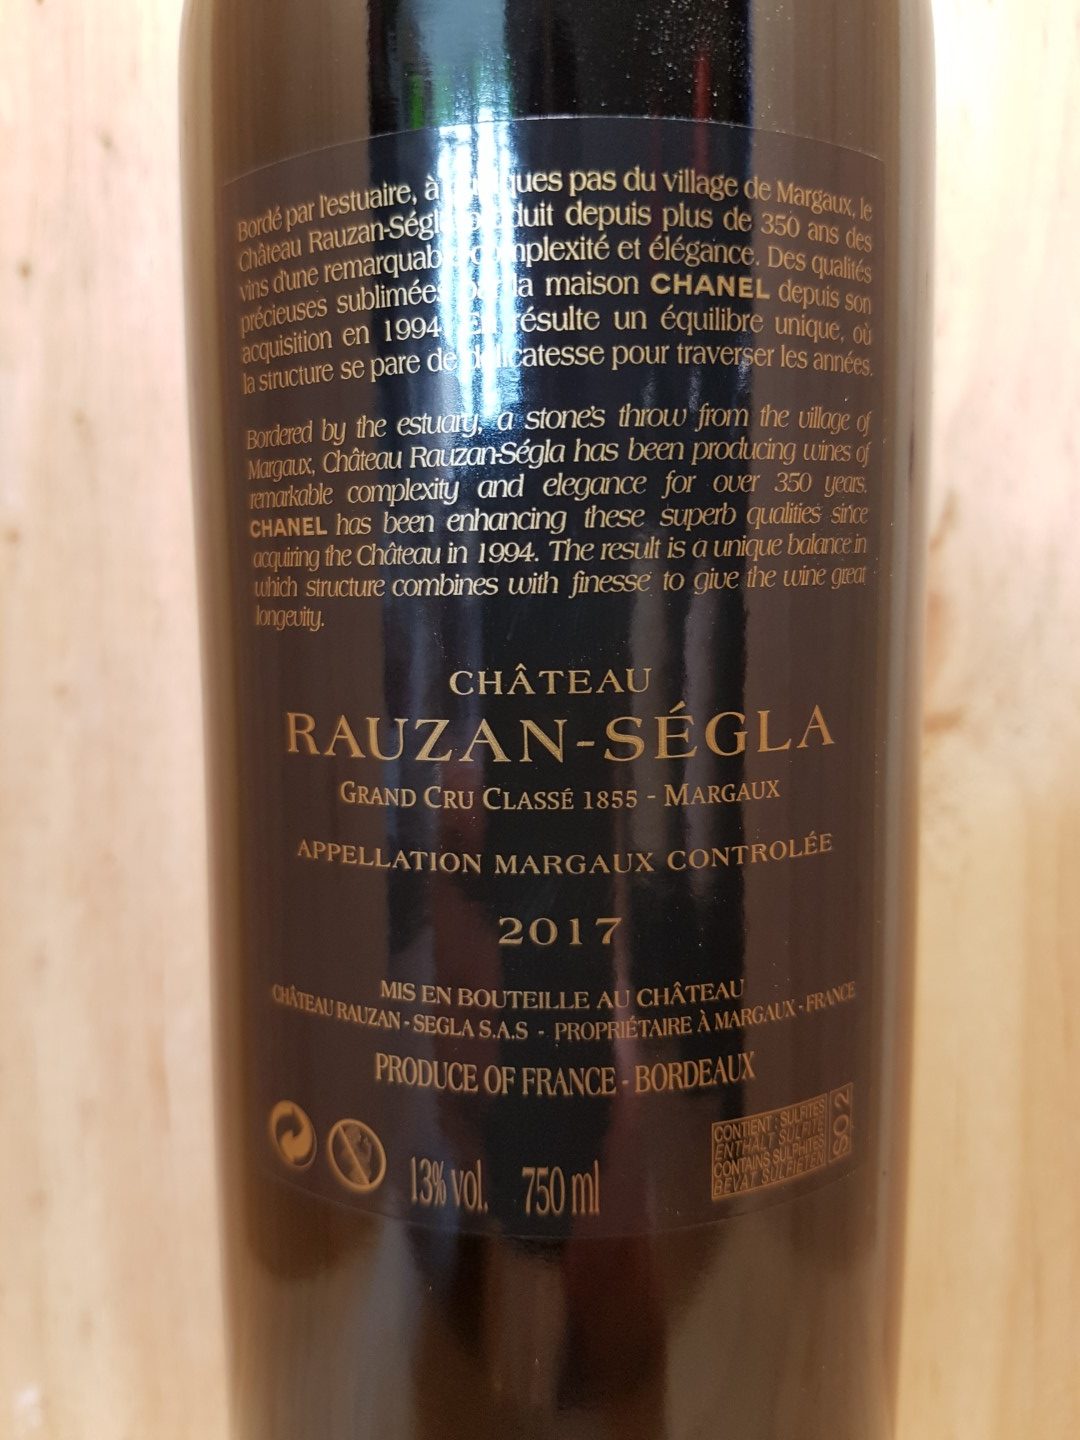 Bordé par l'estuaire, à quelques pas du village de Margaux, le
Château Rauzan-Ségla produit depuis plus de 350 ans des
vins d'une remarquable complexité et élégance. Des qualités
précieuses sublimées par la maison CHANEL depuis son
acquisition en 1994. En résulte un équilibre unique, où
la structure se pare de délicatesse pour traverser les années.
Bordered by the estuary, a stone's throw from the village of
Margaux, Château Rauzan-Ségla has been producing wines of
remarkable complexity and elegance for over 350 years.
CHANEL has been enhancing these superb qualities since
acquiring the Château in 1994. The result is a unique balance in
which structure combines with finesse to give the wine great
longevity.
CHÂTEAU
RAUZAN-SÉGLA
GRAND CRU CLASSÉ 1855 - MARGAUX
APPELLATION MARGAUX CONTROLÉE
2017
MIS EN BOUTEILLE AU CHÂTEAU
CHÂTEAU RAUZAN - SEGLA S.A.S - PROPRIÉTAIRE À MARGAUX - FRANCE
PRODUCE OF FRANCE - BORDEAUX
13% vol. 750 ml
CONTIENT : SULFITES
ENTHÄLT SULFITE
CONTAINS SULPHITES
BEVAT SULFIETEN
SO2